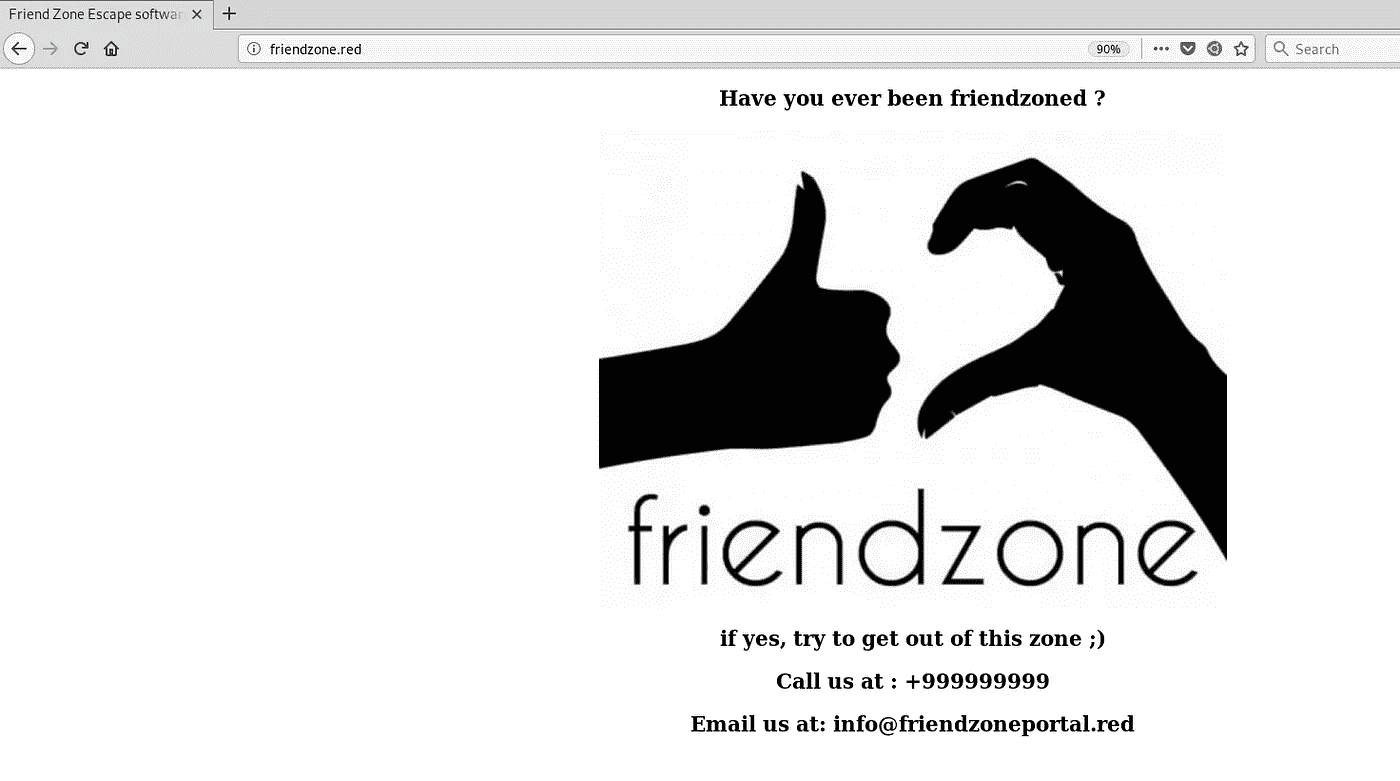 Friend Zone Escape softwar
friendzone.red
90%
Search
Have you ever been friendzoned ?
friendzone
if yes, try to get out of this zone ;)
Call us at : +999999999
Email us at: info@friendzoneportal.red